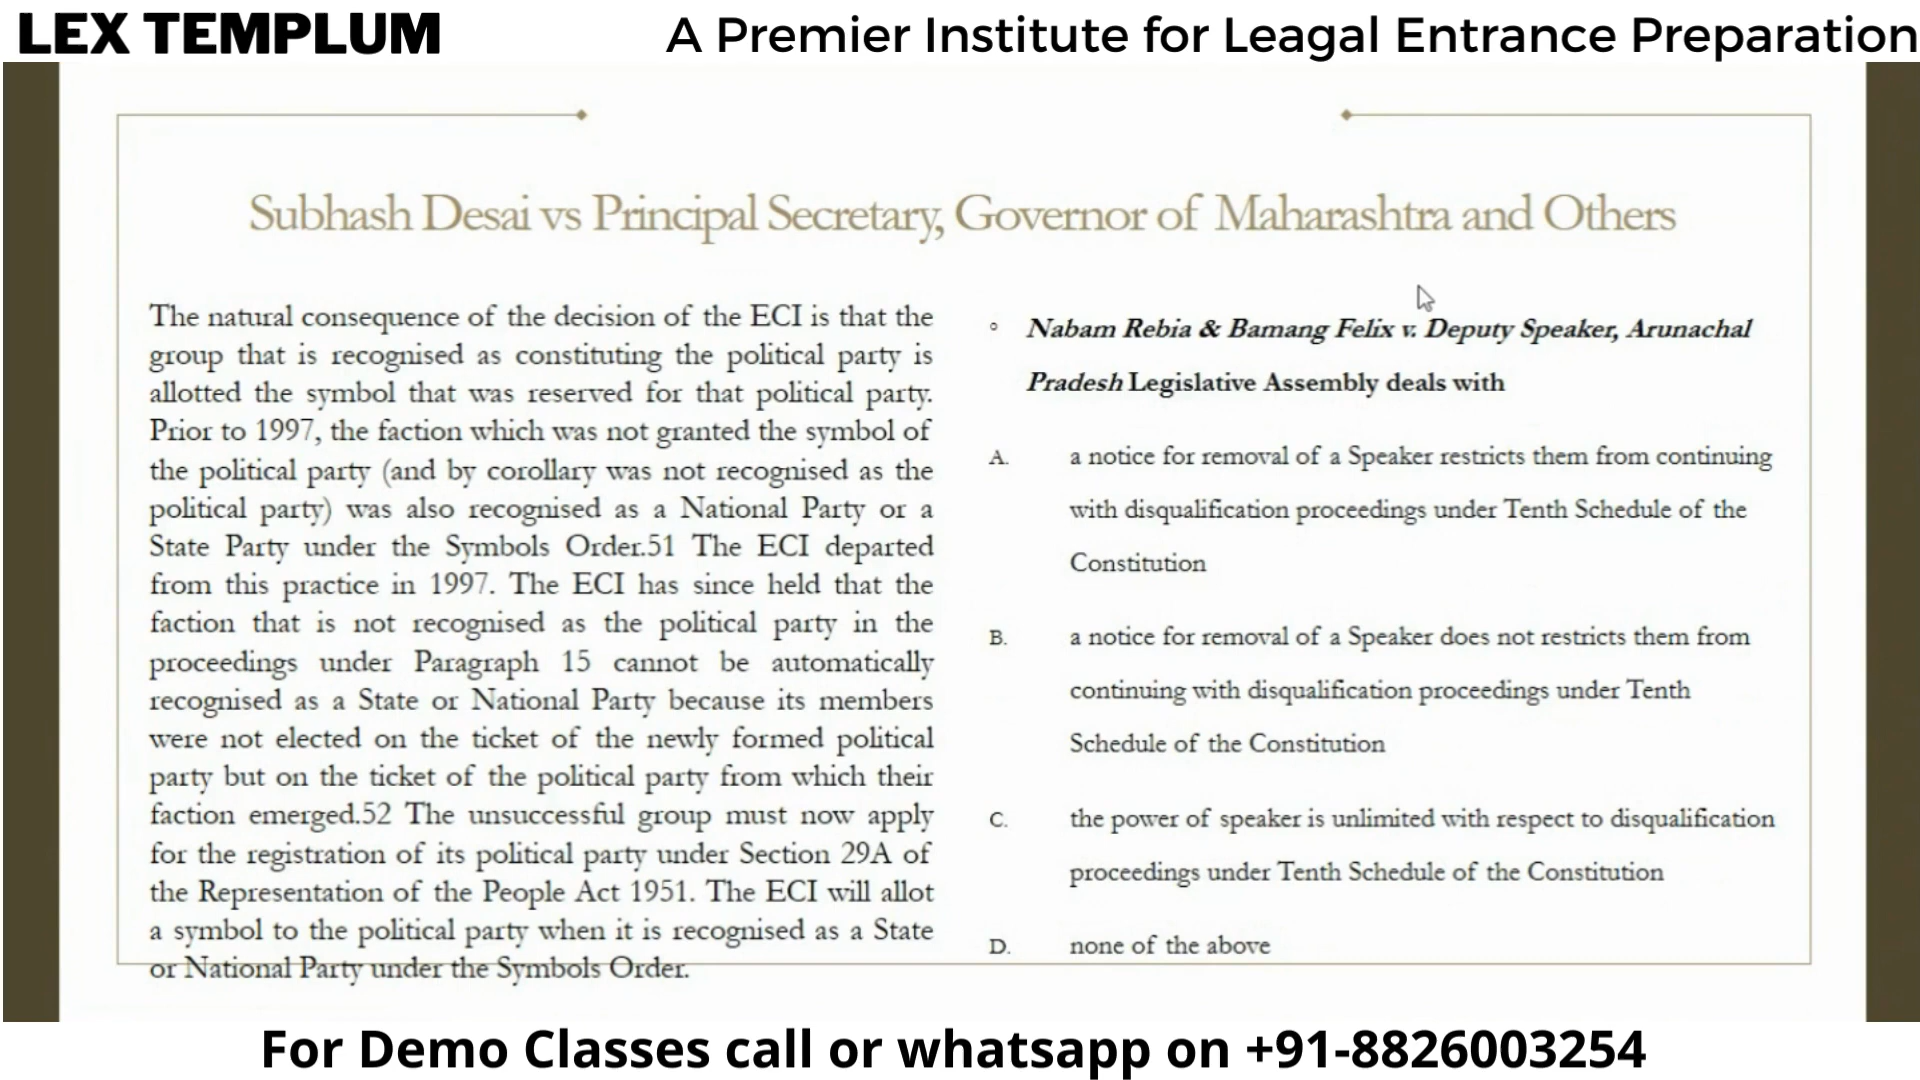 LEX TEMPLUM
A Premier Institute for Leagal Entrance Preparation
Subhash Desai vs Principal Secretary, Governor of Maharashtra and Others
The natural consequence of the decision of the ECI is that the
group that is recognised as constituting the political party is
allotted the symbol that was reserved for that political party.
Prior to 1997, the faction which was not granted the symbol of
the political party (and by corollary was not recognised as the
political party) was also recognised as a National Party or a
State Party under the Symbols Order.51 The ECI departed
from this practice in 1997. The ECI has since held that the
faction that is not recognised as the political party in the
proceedings under Paragraph 15 cannot be automatically
recognised as a State or National Party because its members
were not elected on the ticket of the newly formed political
party but on the ticket of the political party from which their
faction emerged.52 The unsuccessful group must now apply
for the registration of its political party under Section 29A of
the Representation of the People Act 1951. The ECI will allot
a symbol to the political party when it is recognised as a State
or National Party under the Symbols Order.
◦ Nabam Rebia & Bamang Felix v. Deputy Speaker, Arunachal
Pradesh Legislative Assembly deals with
A. a notice for removal of a Speaker restricts them from continuing
with disqualification proceedings under Tenth Schedule of the
Constitution
B. a notice for removal of a Speaker does not restricts them from
continuing with disqualification proceedings under Tenth
Schedule of the Constitution
C. the power of speaker is unlimited with respect to disqualification
proceedings under Tenth Schedule of the Constitution
D. none of the above
For Demo Classes call or whatsapp on +91-8826003254